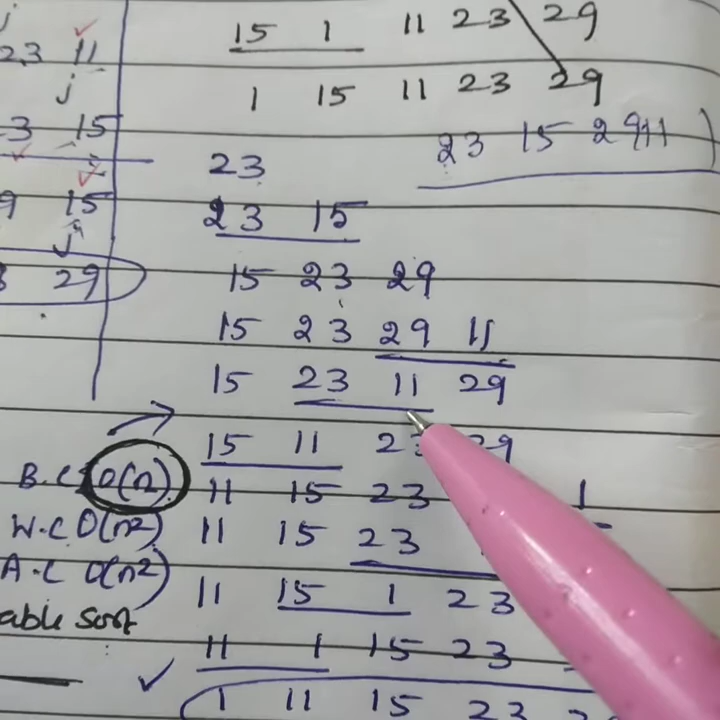 23 11
j
15
15
j
29
B.C O(n)
W.C O(n²)
A.C O(n²)
able sort
15 1 11 23 29
1 15 11 23 29
23 15 29 11
23
23 15
15 23 29
15 23 29 11
15 23 11 29
15 11 23 29
11 15 23 1
11 15 23
11 15 1 23
11 1 15 23
1 11 15 23